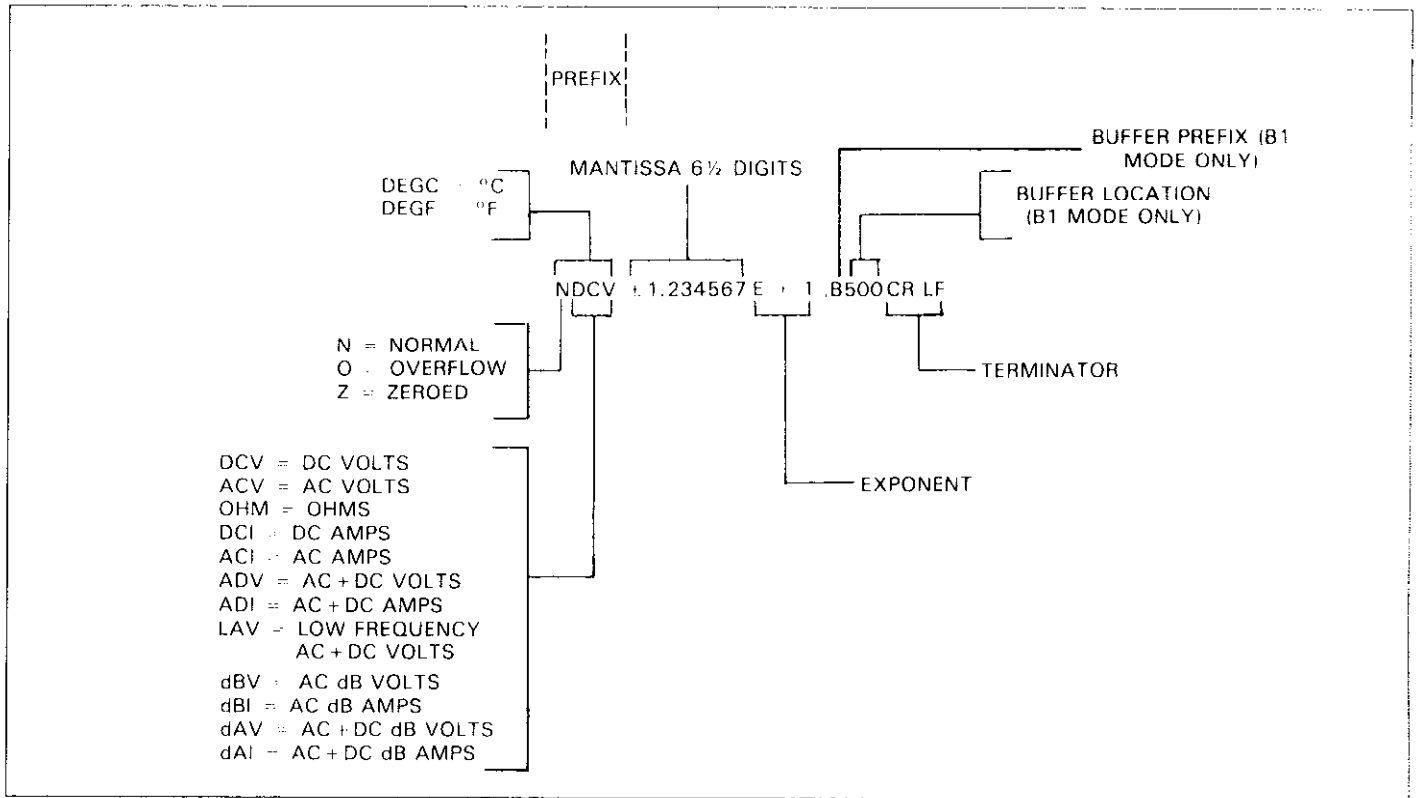 PREFIX
BUFFER PREFIX (B1
MODE ONLY)
MANTISSA 6½ DIGITS
DEGC - °C
DEGF °F
BUFFER LOCATION
(B1 MODE ONLY)
NDCV ± 1.234567 E + 1 ,B500 CR LF
N = NORMAL
O - OVERFLOW
Z = ZEROED
TERMINATOR
DCV = DC VOLTS
ACV = AC VOLTS
OHM = OHMS
DCI - DC AMPS
ACI - AC AMPS
ADV = AC + DC VOLTS
ADI = AC + DC AMPS
LAV - LOW FREQUENCY
AC + DC VOLTS
dBV - AC dB VOLTS
dBI = AC dB AMPS
dAV = AC + DC dB VOLTS
dAI - AC + DC dB AMPS
EXPONENT